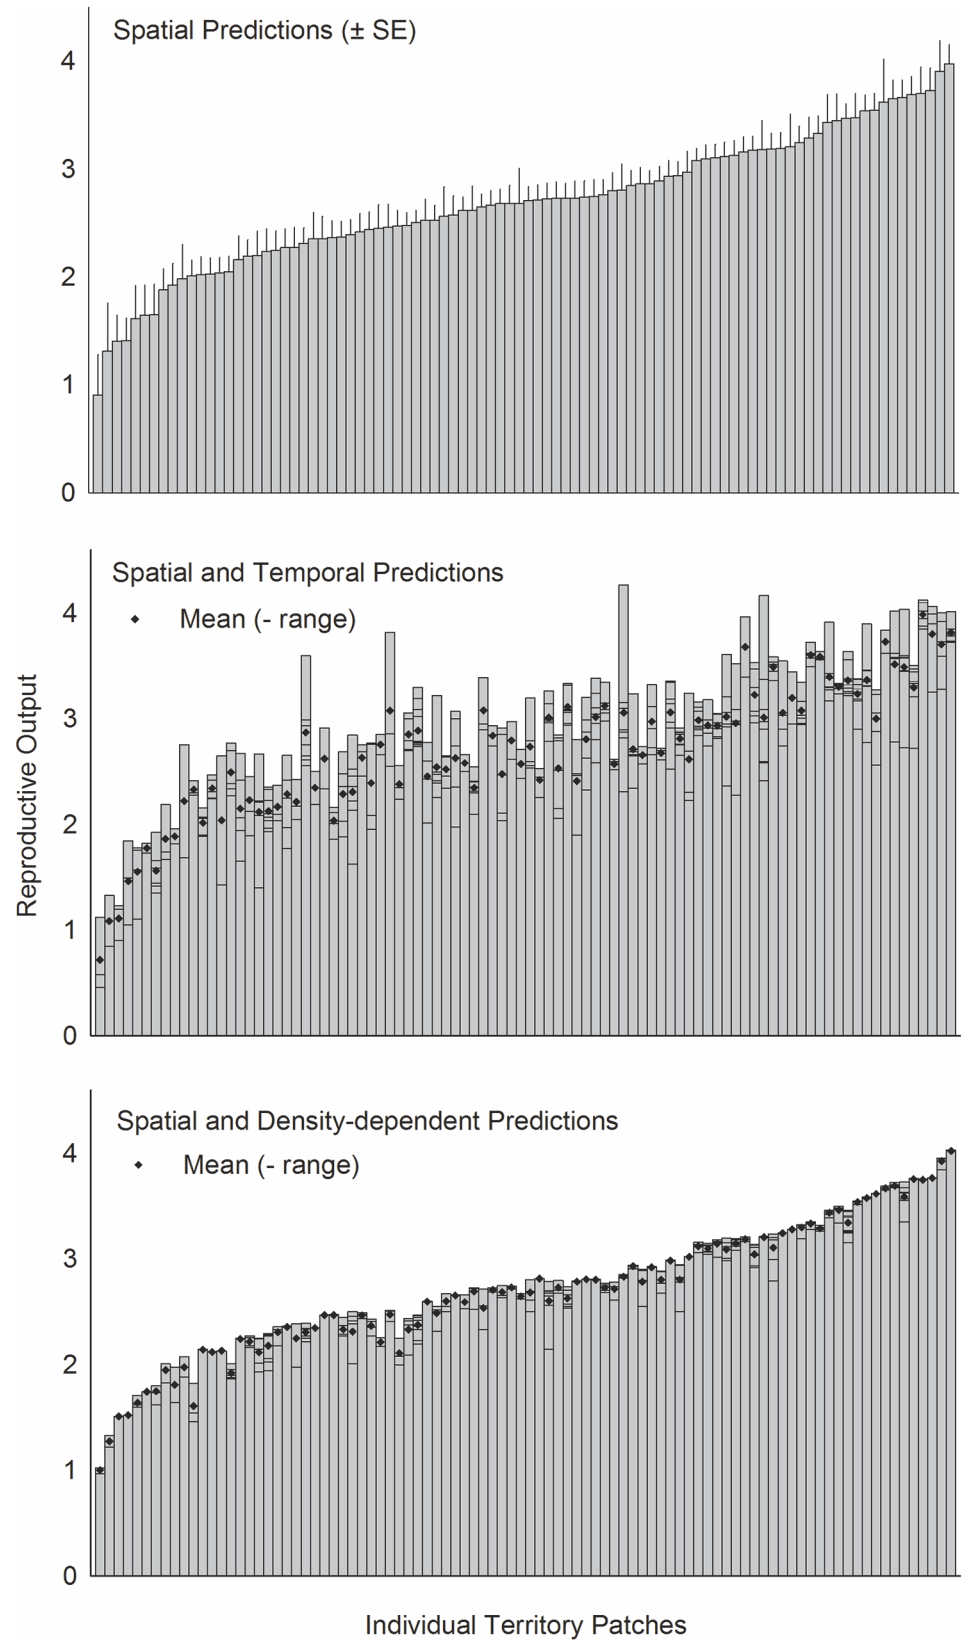 Spatial Predictions (± SE)
4
3
2
1
0
Spatial and Temporal Predictions
Mean (- range)
4
3
2
1
0
Reproductive Output
Spatial and Density-dependent Predictions
Mean (- range)
4
3
2
1
0
Individual Territory Patches